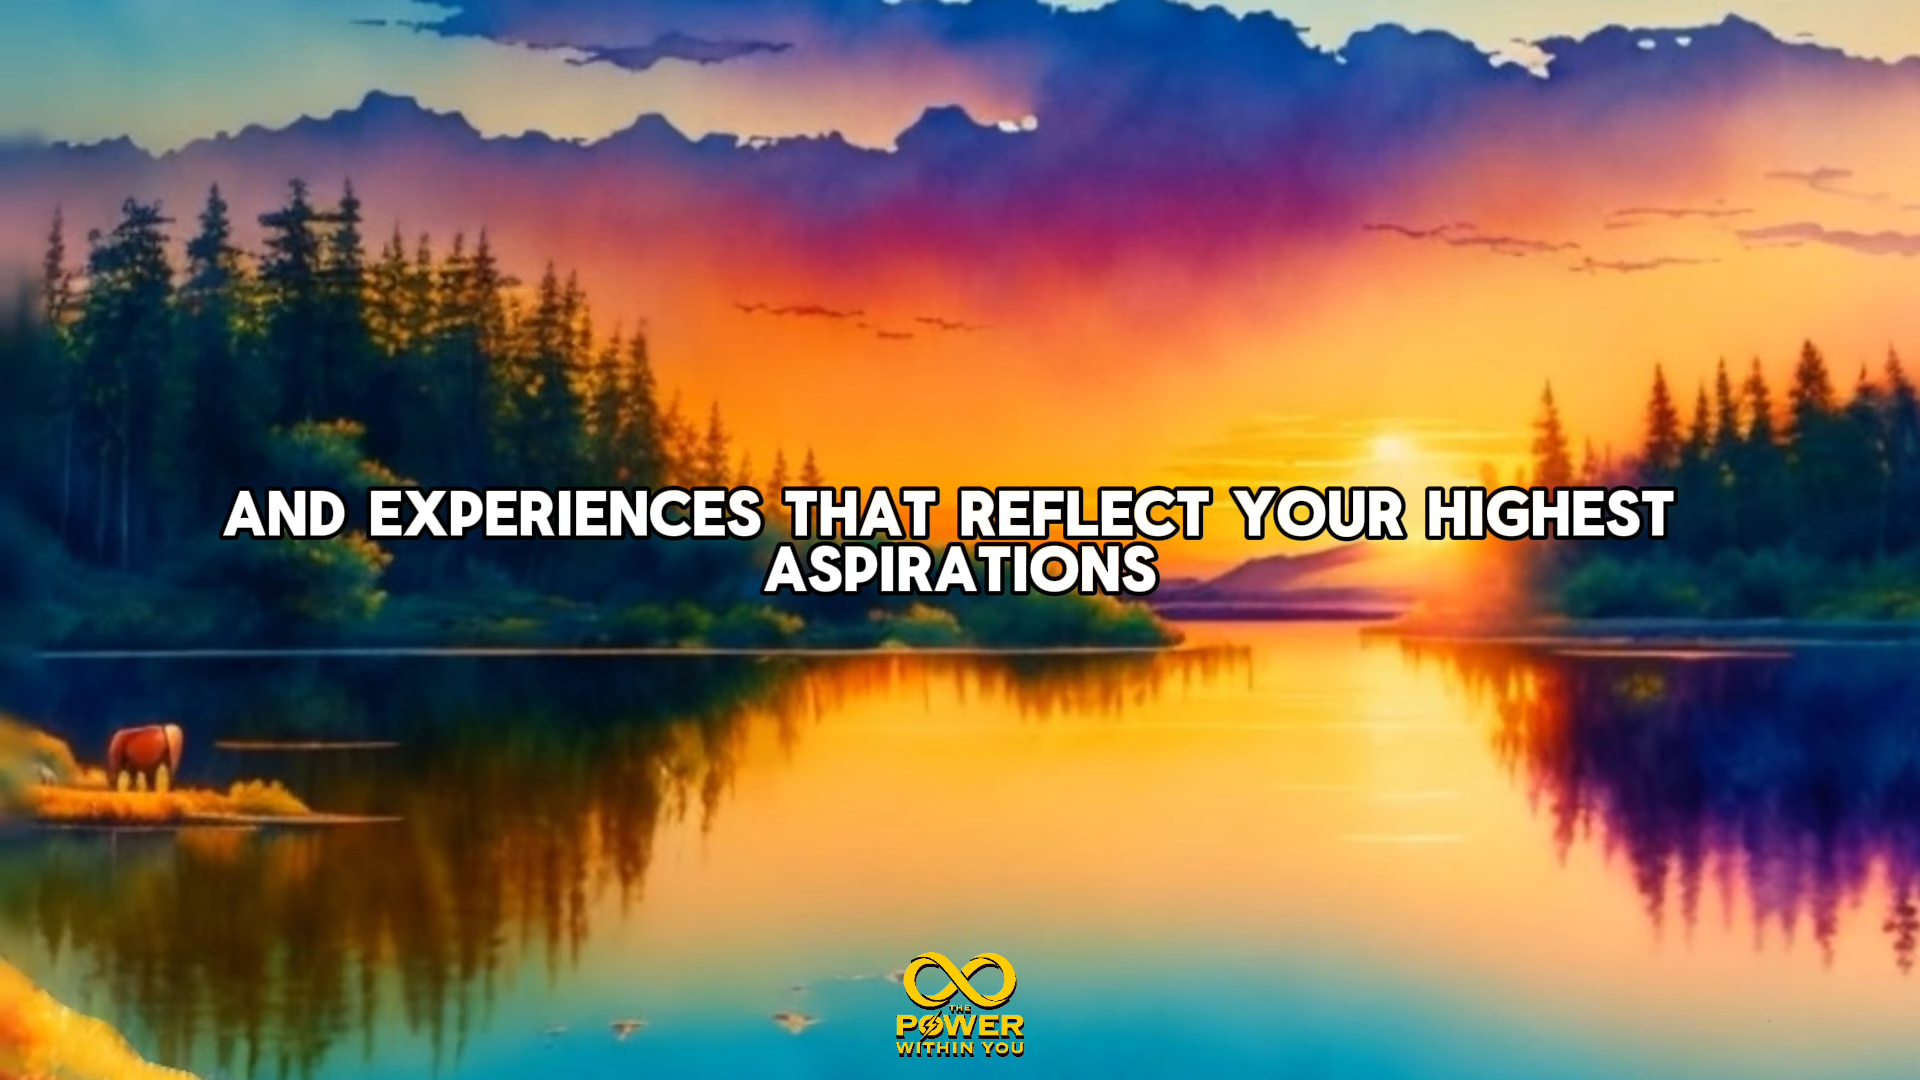 AND EXPERIENCES THAT REFLECT YOUR HIGHEST
ASPIRATIONS
THE
POWER
WITHIN YOU